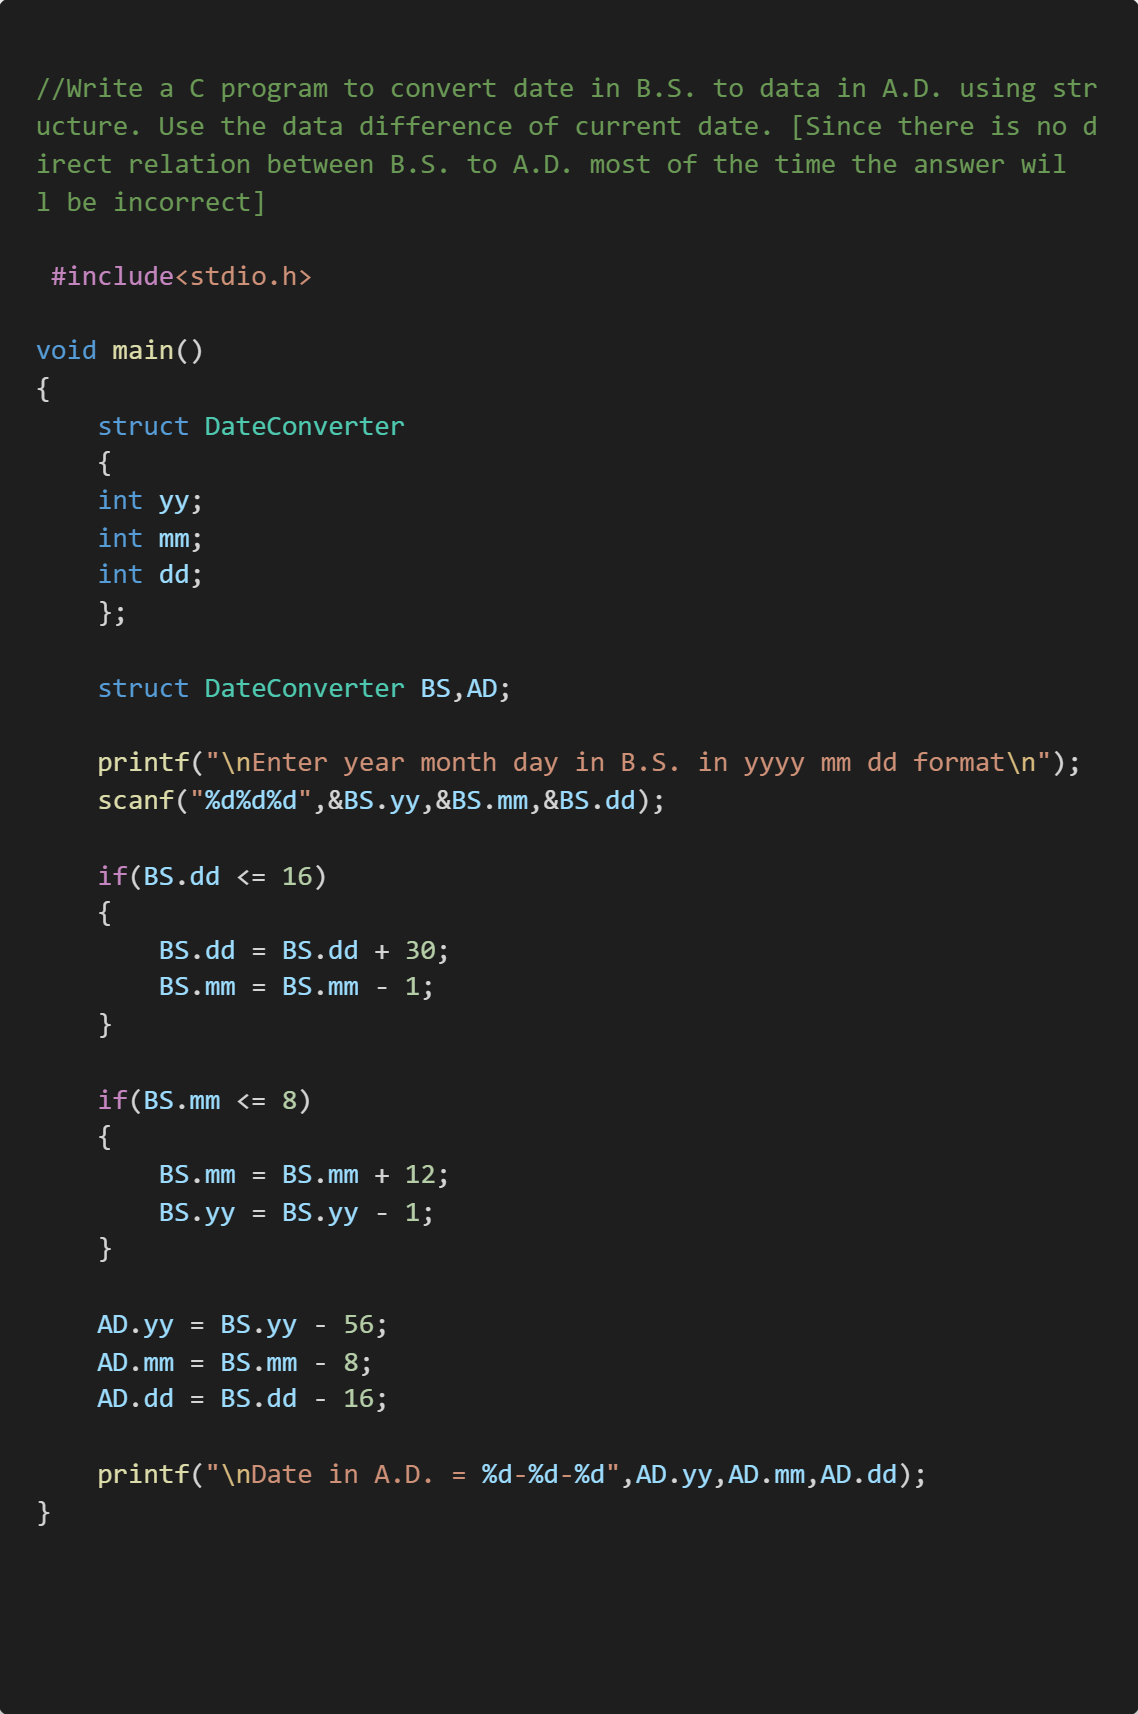 //Write a C program to convert date in B.S. to data in A.D. using str
ucture. Use the data difference of current date. [Since there is no d
irect relation between B.S. to A.D. most of the time the answer wil
l be incorrect]
#include<stdio.h>
void main()
{
struct DateConverter
{
int yy;
int mm;
int dd;
};
struct DateConverter BS,AD;
printf("\nEnter year month day in B.S. in yyyy mm dd format\n");
scanf("%d%d%d",&BS.yy,&BS.mm,&BS.dd);
if(BS.dd <= 16)
{
BS.dd = BS.dd + 30;
BS.mm = BS.mm - 1;
}
if(BS.mm <= 8)
{
BS.mm = BS.mm + 12;
BS.yy = BS.yy - 1;
}
AD.yy = BS.yy - 56;
AD.mm = BS.mm - 8;
AD.dd = BS.dd - 16;
printf("\nDate in A.D. = %d-%d-%d",AD.yy,AD.mm,AD.dd);
}